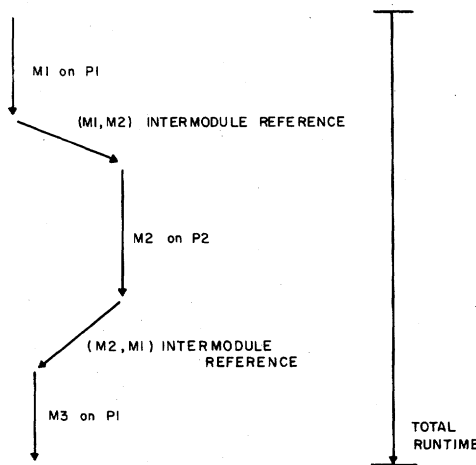 M1 on P1
(M1, M2) INTERMODULE REFERENCE
M2 on P2
(M2, M1) INTERMODULE
REFERENCE
M3 on P1
TOTAL
RUNTIME